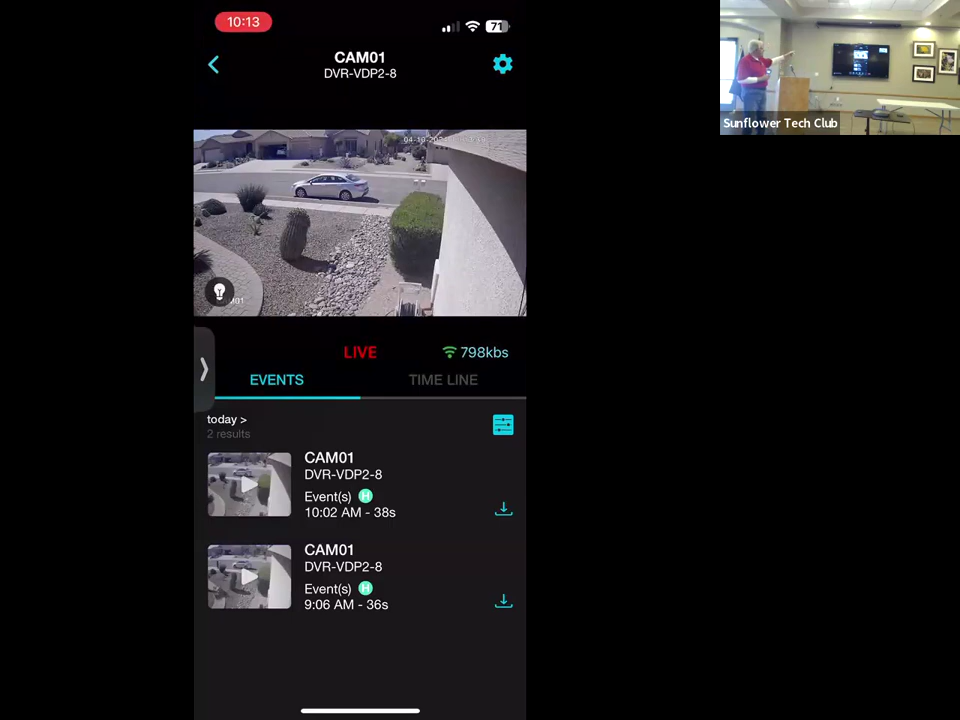 10:13
71
CAM01
DVR-VDP2-8
LIVE
798kbs
EVENTS
TIME LINE
today >
2 results
CAM01
DVR-VDP2-8
Event(s) H
10:02 AM - 38s
CAM01
DVR-VDP2-8
Event(s) H
9:06 AM - 36s
Sunflower Tech Club